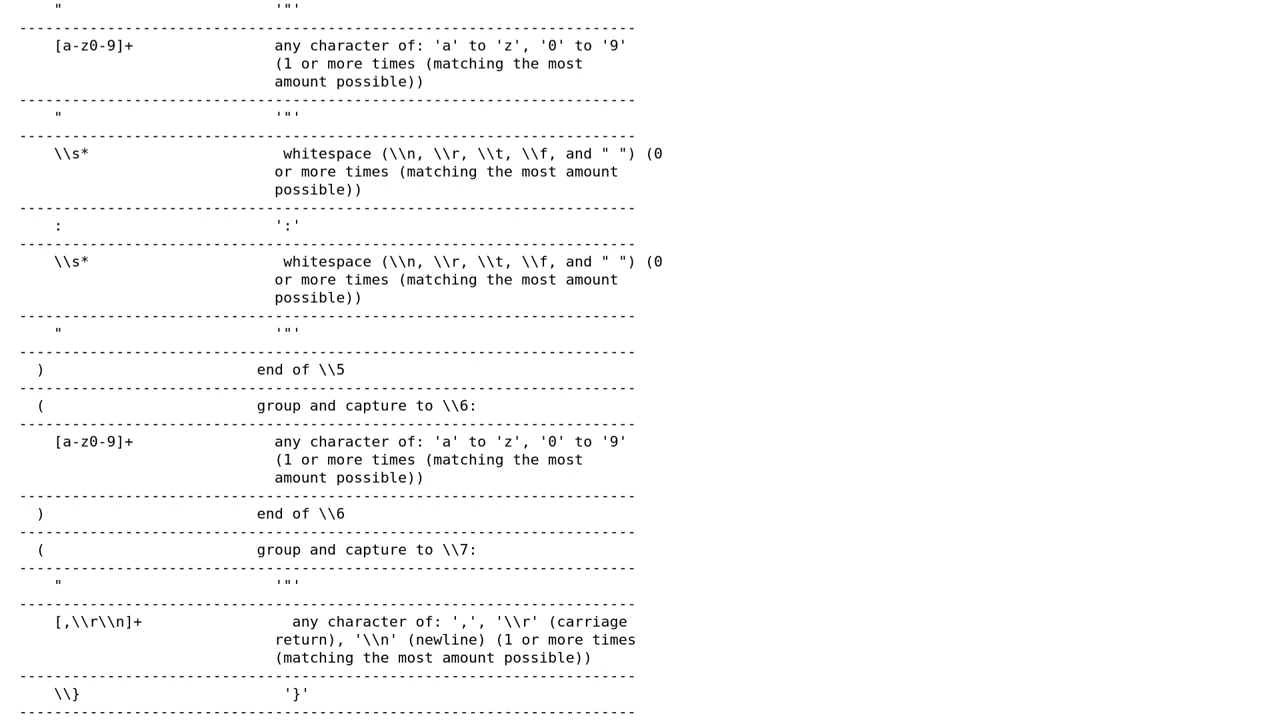 "                         '"'
----------------------------------------------------------------------
    [a-z0-9]+                any character of: 'a' to 'z', '0' to '9'
                             (1 or more times (matching the most
                             amount possible))
----------------------------------------------------------------------
    "                        '"'
----------------------------------------------------------------------
    \\s*                      whitespace (\\n, \\r, \\t, \\f, and " ") (0
                             or more times (matching the most amount
                             possible))
----------------------------------------------------------------------
    :                        ':'
----------------------------------------------------------------------
    \\s*                      whitespace (\\n, \\r, \\t, \\f, and " ") (0
                             or more times (matching the most amount
                             possible))
----------------------------------------------------------------------
    "                        '"'
----------------------------------------------------------------------
  )                        end of \\5
----------------------------------------------------------------------
  (                        group and capture to \\6:
----------------------------------------------------------------------
    [a-z0-9]+                any character of: 'a' to 'z', '0' to '9'
                             (1 or more times (matching the most
                             amount possible))
----------------------------------------------------------------------
  )                        end of \\6
----------------------------------------------------------------------
  (                        group and capture to \\7:
----------------------------------------------------------------------
    "                        '"'
----------------------------------------------------------------------
    [,\\r\\n]+                 any character of: ',', '\\r' (carriage
                             return), '\\n' (newline) (1 or more times
                             (matching the most amount possible))
----------------------------------------------------------------------
    \\}                       '}'
----------------------------------------------------------------------